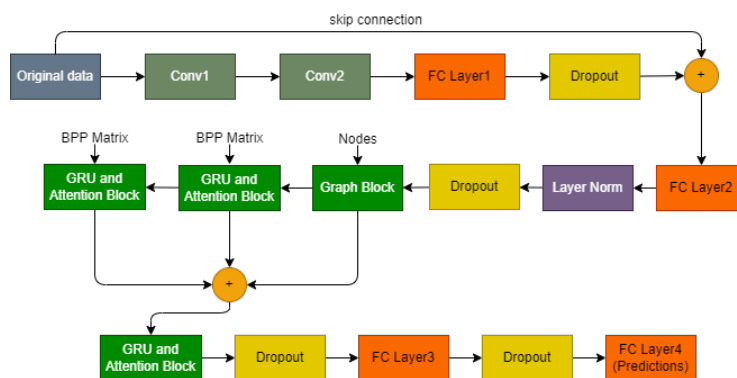 skip connection
Original data
Conv1
Conv2
FC Layer1
Dropout
+
BPP Matrix
BPP Matrix
Nodes
GRU and
Attention Block
GRU and
Attention Block
Graph Block
Dropout
Layer Norm
FC Layer2
+
GRU and
Attention Block
Dropout
FC Layer3
Dropout
FC Layer4
(Predictions)